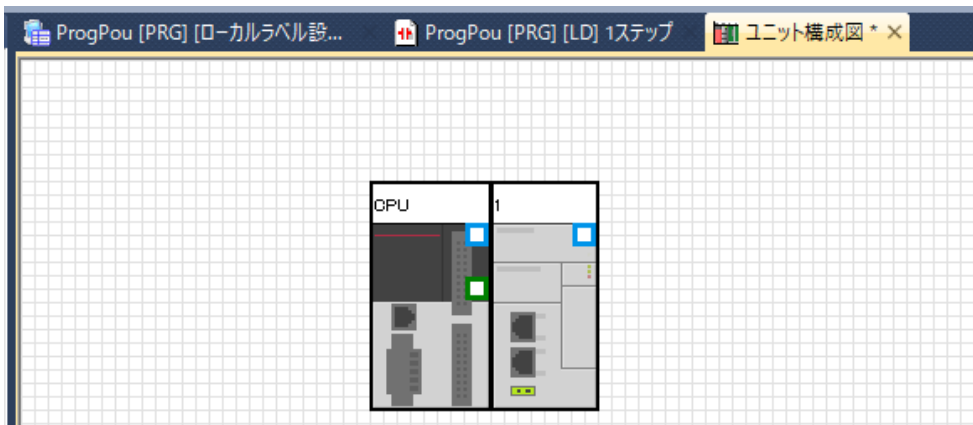 ProgPou [PRG] [ローカルラベル設...
ProgPou [PRG] [LD] 1ステップ
ユニット構成図 *
CPU
1